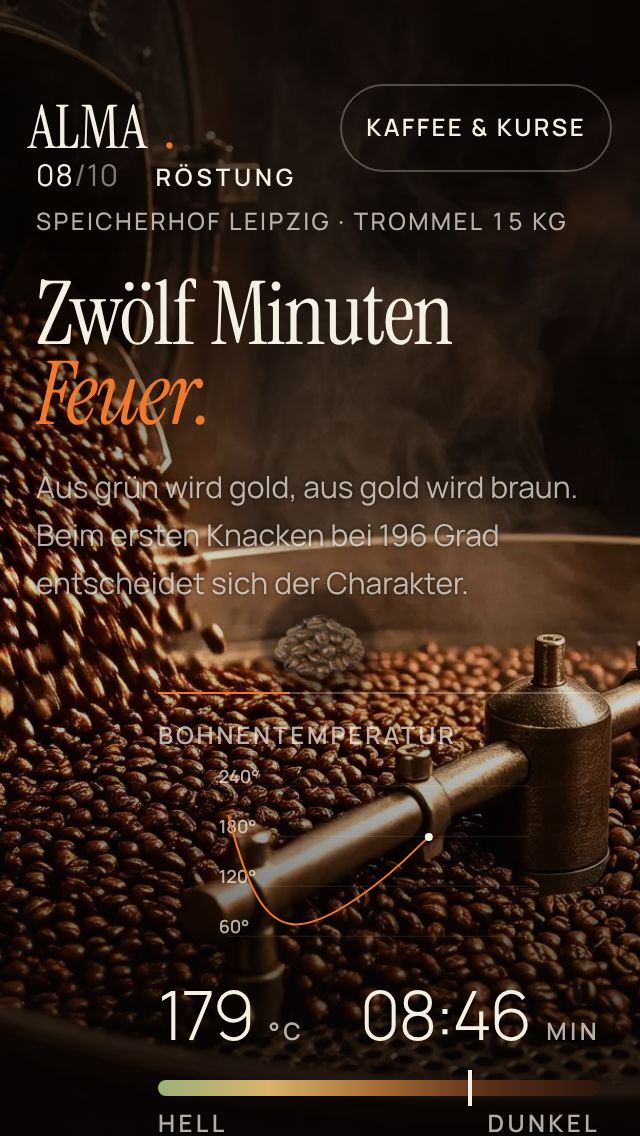 ALMA .
KAFFEE & KURSE
08/10 RÖSTUNG
SPEICHERHOF LEIPZIG · TROMMEL 15 KG
Zwölf Minuten
Feuer.
Aus grün wird gold, aus gold wird braun.
Beim ersten Knacken bei 196 Grad
entscheidet sich der Charakter.
BOHNENTEMPERATUR
240°
180°
120°
60°
179 °C 08:46 MIN
HELL DUNKEL